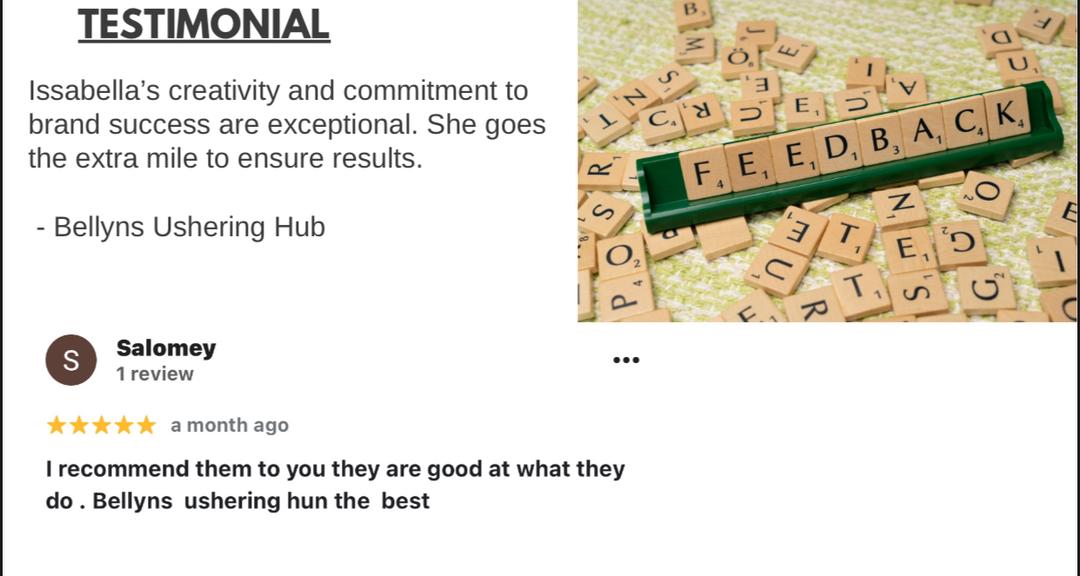 TESTIMONIAL
Issabella’s creativity and commitment to
brand success are exceptional. She goes
the extra mile to ensure results.
- Bellyns Ushering Hub
FEEDBACK
S
Salomey
1 review
a month ago
I recommend them to you they are good at what they
do . Bellyns  ushering hun the  best